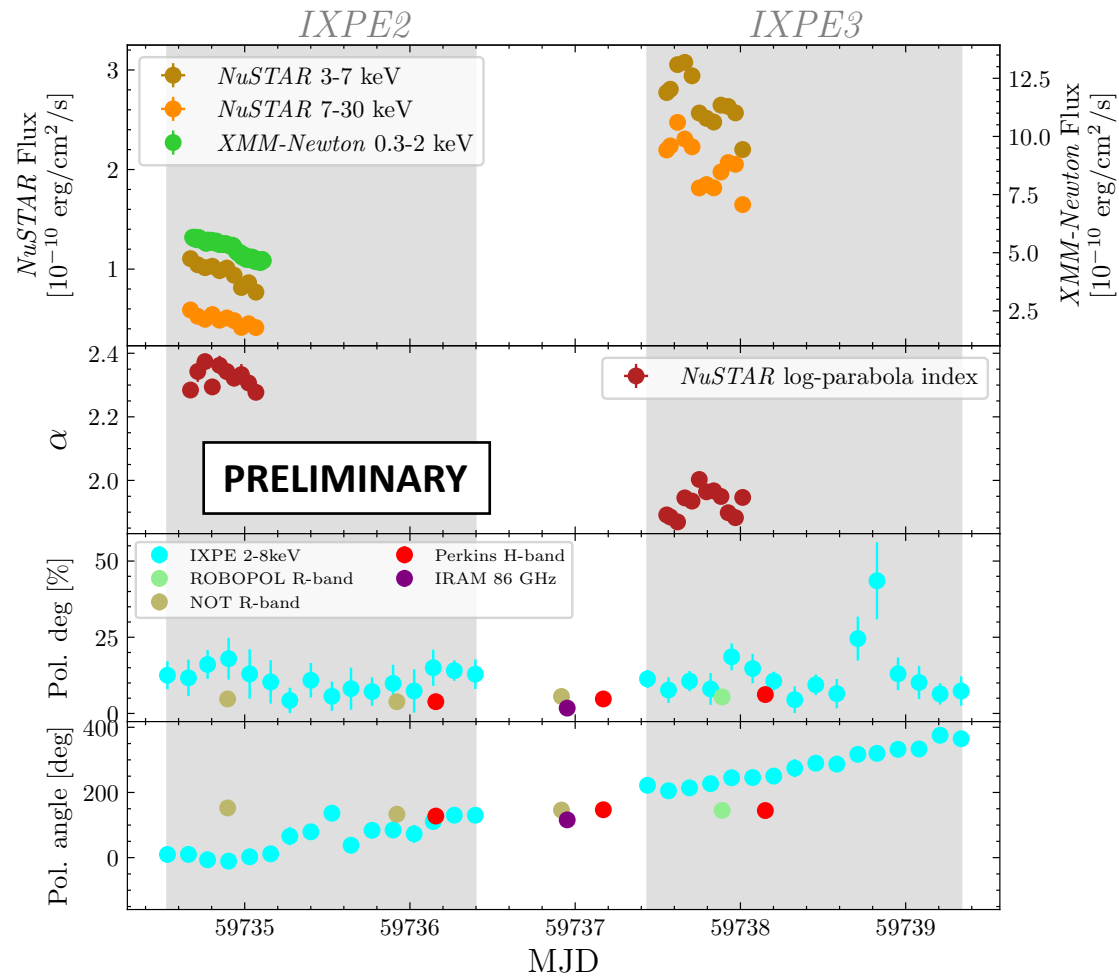 IXPE2 IXPE3
NuSTAR 3-7 keV
NuSTAR 7-30 keV
XMM-Newton 0.3-2 keV
NuSTAR Flux
[10⁻¹⁰ erg/cm²/s]
3
2
1
12.5
10.0
7.5
5.0
2.5
XMM-Newton Flux
[10⁻¹⁰ erg/cm²/s]
NuSTAR log-parabola index
α
2.4
2.2
2.0
PRELIMINARY
IXPE 2-8keV
ROBOPOL R-band
NOT R-band
Perkins H-band
IRAM 86 GHz
Pol. deg [%]
50
25
0
Pol. angle [deg]
400
200
0
59735 59736 59737 59738 59739
MJD